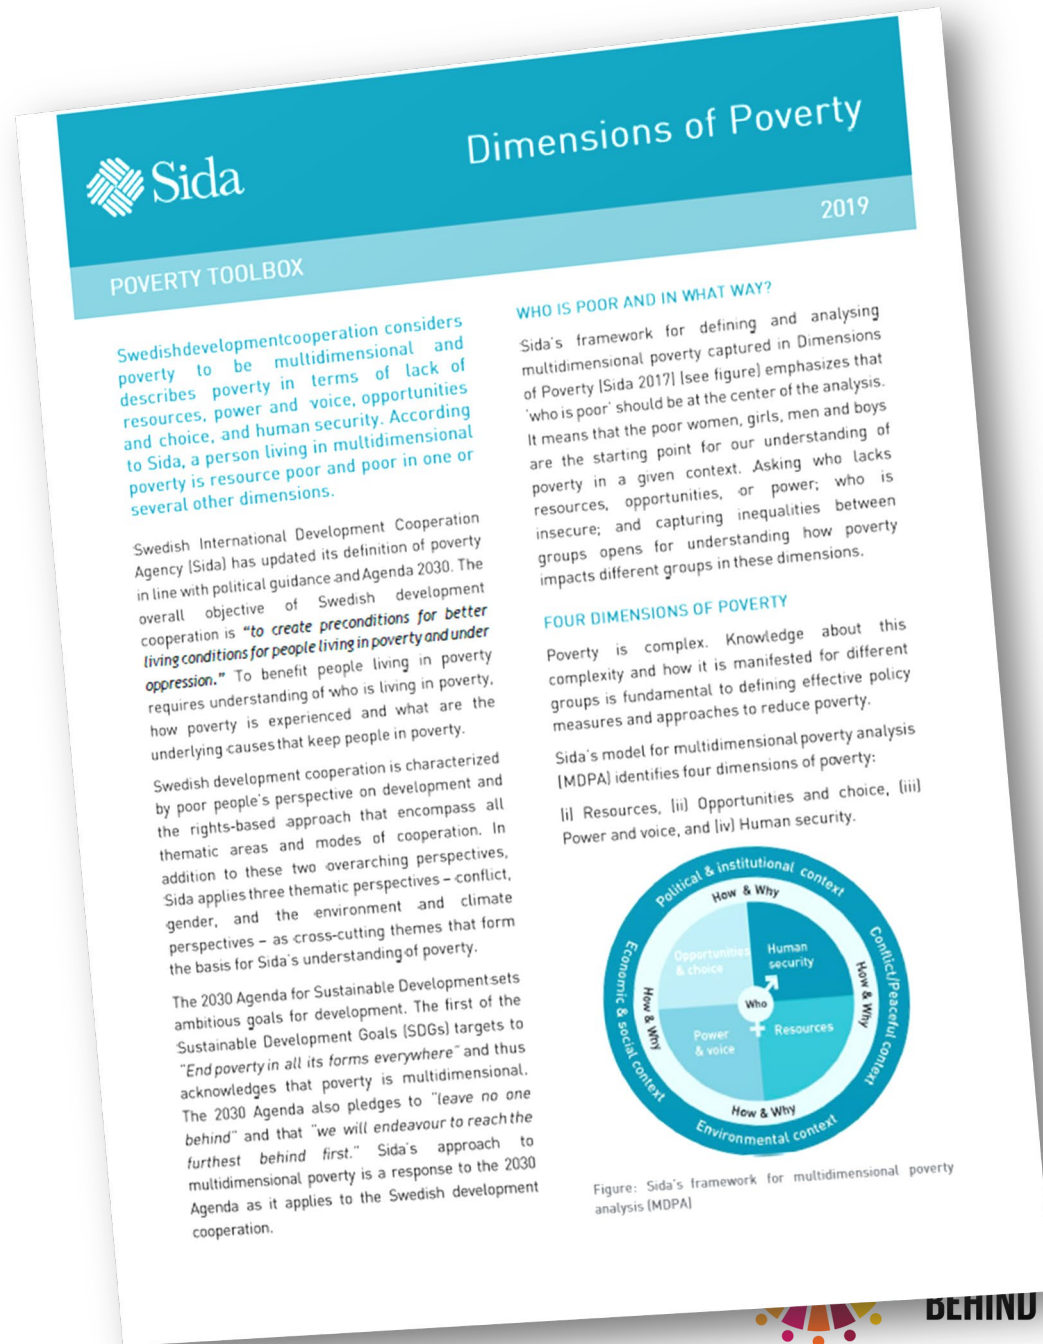 Sida
Dimensions of Poverty
2019
POVERTY TOOLBOX
Swedishdevelopmentcooperation considers
poverty to be multidimensional and
describes poverty in terms of lack of
resources, power and voice, opportunities
and choice, and human security. According
to Sida, a person living in multidimensional
poverty is resource poor and poor in one or
several other dimensions.
Swedish International Development Cooperation
Agency (Sida) has updated its definition of poverty
in line with political guidance and Agenda 2030. The
overall objective of Swedish development
cooperation is "to create preconditions for better
living conditions for people living in poverty and under
oppression." To benefit people living in poverty
requires understanding of who is living in poverty,
how poverty is experienced and what are the
underlying causes that keep people in poverty.
Swedish development cooperation is characterized
by poor people's perspective on development and
the rights-based approach that encompass all
thematic areas and modes of cooperation. In
addition to these two overarching perspectives,
Sida applies three thematic perspectives – conflict,
gender, and the environment and climate
perspectives – as cross-cutting themes that form
the basis for Sida's understanding of poverty.
The 2030 Agenda for Sustainable Development sets
ambitious goals for development. The first of the
Sustainable Development Goals (SDGs) targets to
"End poverty in all its forms everywhere" and thus
acknowledges that poverty is multidimensional.
The 2030 Agenda also pledges to "leave no one
behind" and that "we will endeavour to reach the
furthest behind first." Sida's approach to
multidimensional poverty is a response to the 2030
Agenda as it applies to the Swedish development
cooperation.
WHO IS POOR AND IN WHAT WAY?
Sida's framework for defining and analysing
multidimensional poverty captured in Dimensions
of Poverty (Sida 2017) (see figure) emphasizes that
'who is poor' should be at the center of the analysis.
It means that the poor women, girls, men and boys
are the starting point for our understanding of
poverty in a given context. Asking who lacks
resources, opportunities, or power; who is
insecure; and capturing inequalities between
groups opens for understanding how poverty
impacts different groups in these dimensions.
FOUR DIMENSIONS OF POVERTY
Poverty is complex. Knowledge about this
complexity and how it is manifested for different
groups is fundamental to defining effective policy
measures and approaches to reduce poverty.
Sida's model for multidimensional poverty analysis
(MDPA) identifies four dimensions of poverty:
(i) Resources, (ii) Opportunities and choice, (iii)
Power and voice, and (iv) Human security.
Political & institutional context
How & Why
Opportunities
& choice
Human
security
Economic & social context
How & Why
Who
How & Why
Conflict/Peaceful context
Power
& voice
Resources
How & Why
Environmental context
Figure: Sida's framework for multidimensional poverty
analysis (MDPA)
BEHIND